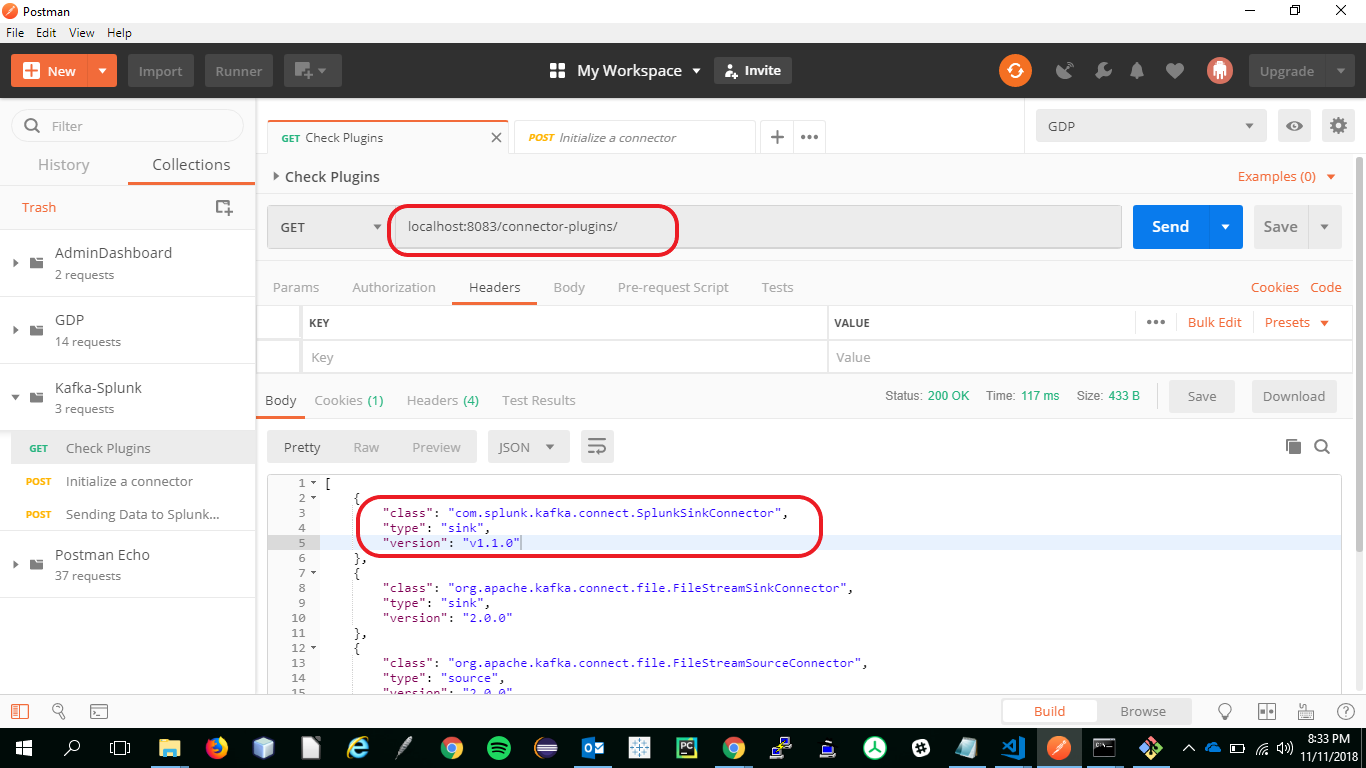 Postman
File Edit View Help
New Import Runner My Workspace Invite Upgrade
Filter
History Collections
Trash
AdminDashboard
2 requests
GDP
14 requests
Kafka-Splunk
3 requests
GET Check Plugins
POST Initialize a connector
POST Sending Data to Splunk...
Postman Echo
37 requests
GET Check Plugins POST Initialize a connector GDP
Check Plugins Examples (0)
GET localhost:8083/connector-plugins/ Send Save
Params Authorization Headers Body Pre-request Script Tests Cookies Code
KEY VALUE Bulk Edit Presets
Key Value
Body Cookies (1) Headers (4) Test Results Status: 200 OK Time: 117 ms Size: 433 B Save Download
Pretty Raw Preview JSON
1 [
2 {
3 "class": "com.splunk.kafka.connect.SplunkSinkConnector",
4 "type": "sink",
5 "version": "v1.1.0"
6 },
7 {
8 "class": "org.apache.kafka.connect.file.FileStreamSinkConnector",
9 "type": "sink",
10 "version": "2.0.0"
11 },
12 {
13 "class": "org.apache.kafka.connect.file.FileStreamSourceConnector",
14 "type": "source",
15 "version": "2.0.0"
Build Browse
8:33 PM
11/11/2018